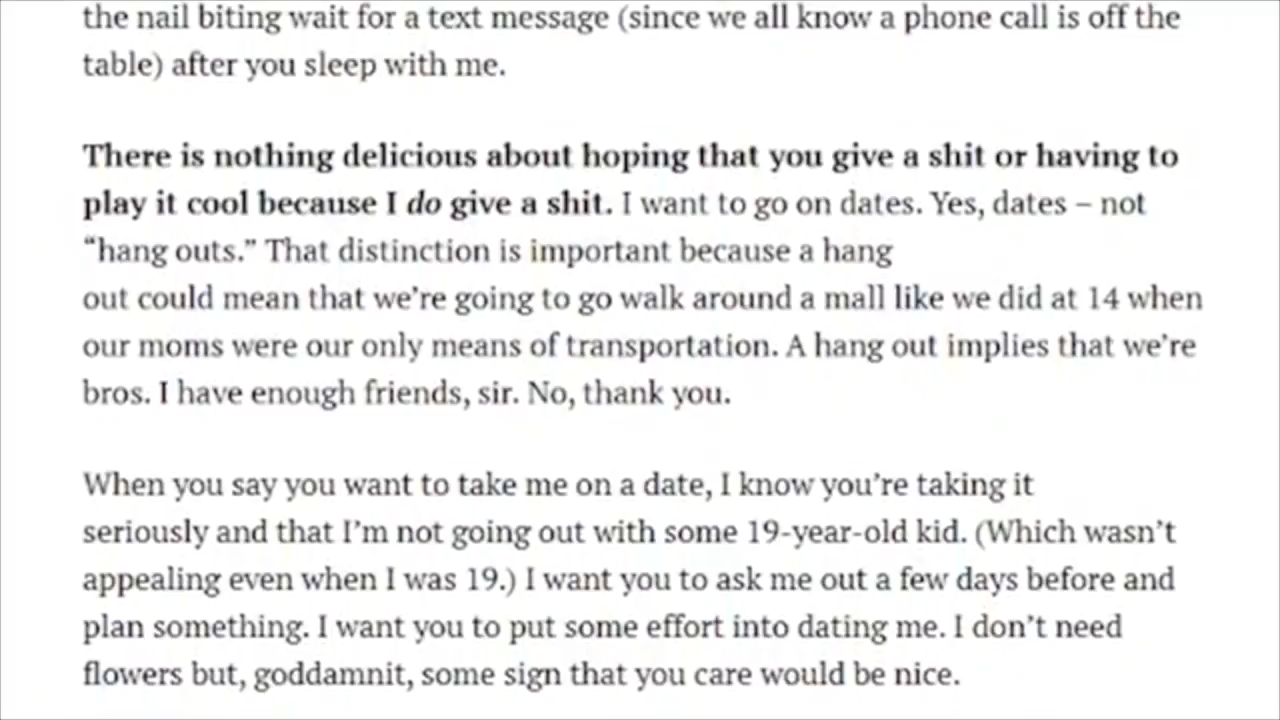 the nail biting wait for a text message (since we all know a phone call is off the
table) after you sleep with me.
There is nothing delicious about hoping that you give a shit or having to
play it cool because I do give a shit. I want to go on dates. Yes, dates – not
“hang outs.” That distinction is important because a hang
out could mean that we’re going to go walk around a mall like we did at 14 when
our moms were our only means of transportation. A hang out implies that we’re
bros. I have enough friends, sir. No, thank you.
When you say you want to take me on a date, I know you’re taking it
seriously and that I’m not going out with some 19-year-old kid. (Which wasn’t
appealing even when I was 19.) I want you to ask me out a few days before and
plan something. I want you to put some effort into dating me. I don’t need
flowers but, goddamnit, some sign that you care would be nice.